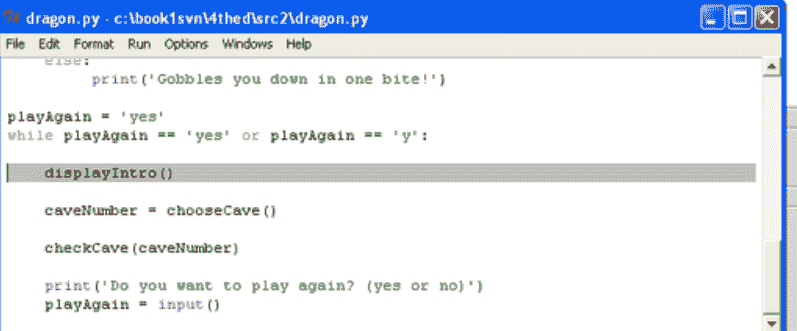 dragon.py - c:\book1svn\4thed\src2\dragon.py
File Edit Format Run Options Windows Help
else:
print('Gobbles you down in one bite!')
playAgain = 'yes'
while playAgain == 'yes' or playAgain == 'y':
displayIntro()
caveNumber = chooseCave()
checkCave(caveNumber)
print('Do you want to play again? (yes or no)')
playAgain = input()